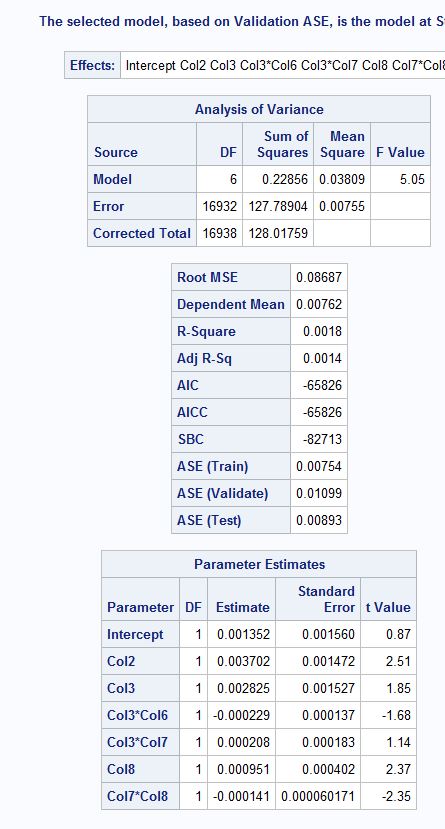 The selected model, based on Validation ASE, is the model at
Effects: Intercept Col2 Col3 Col3*Col6 Col3*Col7 Col8
Analysis of Variance
Source DF Sum of Squares Mean Square F Value
Model 6 0.22856 0.03809 5.05
Error 16932 127.78904 0.00755
Corrected Total 16938 128.01759
Root MSE 0.08687
Dependent Mean 0.00762
R-Square 0.0018
Adj R-Sq 0.0014
AIC -65826
AICC -65826
SBC -82713
ASE (Train) 0.00754
ASE (Validate) 0.01099
ASE (Test) 0.00893
Parameter Estimates
Parameter DF Estimate Standard Error t Value
Intercept 1 0.001352 0.001560 0.87
Col2 1 0.003702 0.001472 2.51
Col3 1 0.002825 0.001527 1.85
Col3*Col6 1 -0.000229 0.000137 -1.68
Col3*Col7 1 0.000208 0.000183 1.14
Col8 1 0.000951 0.000402 2.37
Col7*Col8 1 -0.000141 0.000060171 -2.35